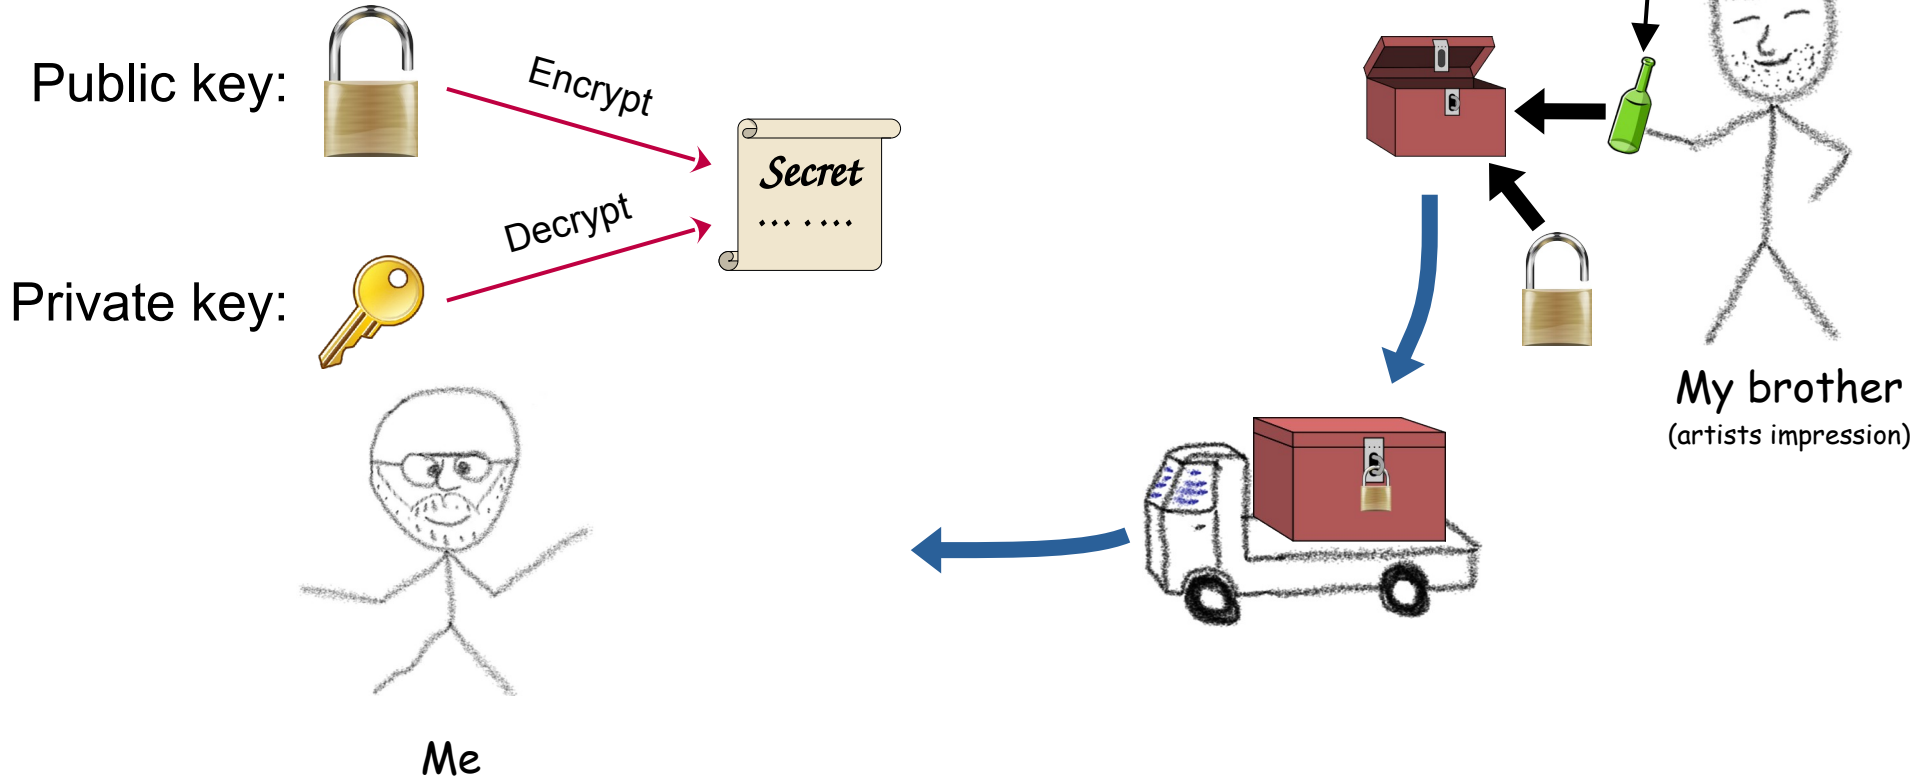 Public key:
Encrypt
Secret
Decrypt
Private key:
My brother
(artists impression)
Me